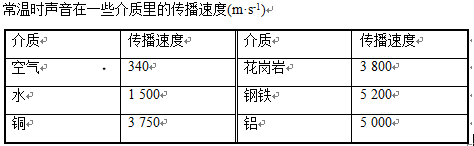 常温时声音在一些介质里的传播速度(m·s-1)
介质 传播速度 介质 传播速度
空气 340 花岗岩 3 800
水 1 500 钢铁 5 200
铜 3 750 铝 5 000